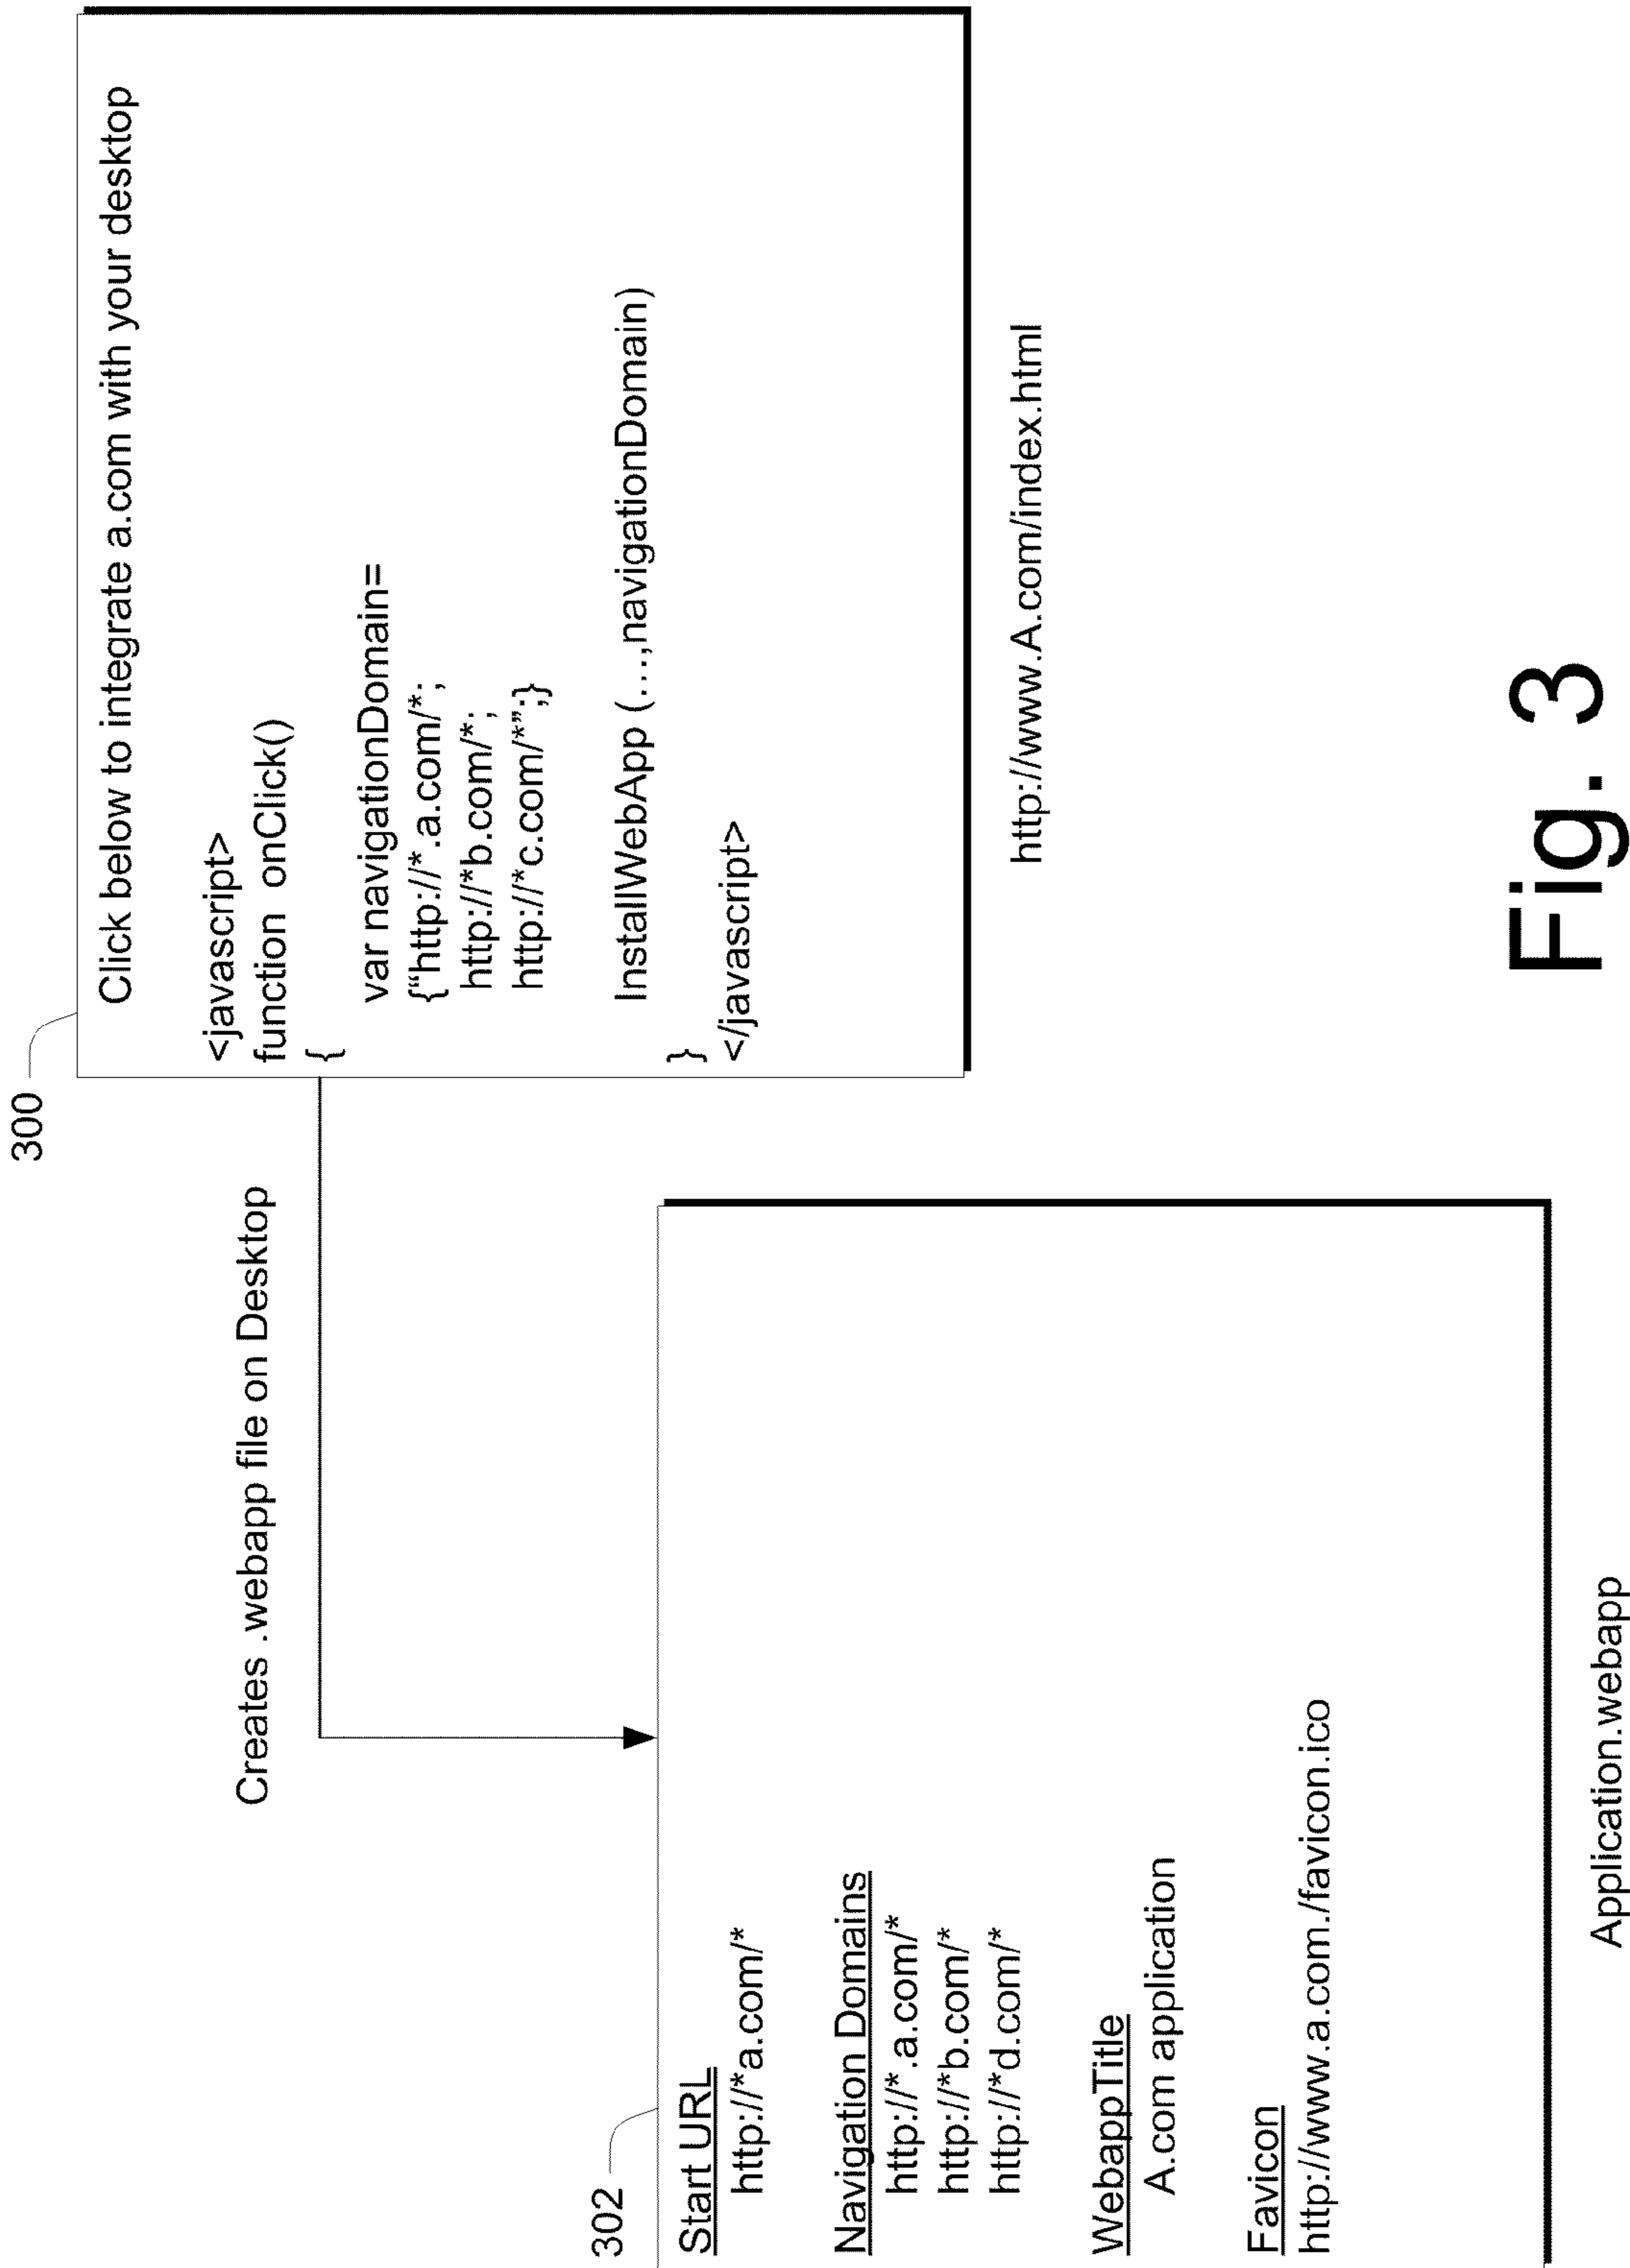 300
Click below to integrate a.com with your desktop
<javascript>
function onClick()
{
var navigationDomain=
{“http://*.a.com/*;
http://*b.com/*;
http://*c.com/*”;}
InstallWebApp (…,navigationDomain)
}
</javascript>
http://www.A.com/index.html
Creates .webapp file on Desktop
302
Start URL
http://*a.com/*
Navigation Domains
http://*.a.com/*
http://*b.com/*
http://*d.com/*
WebappTitle
A.com application
Favicon
http://www.a.com./favicon.ico
Application.webapp
Fig. 3